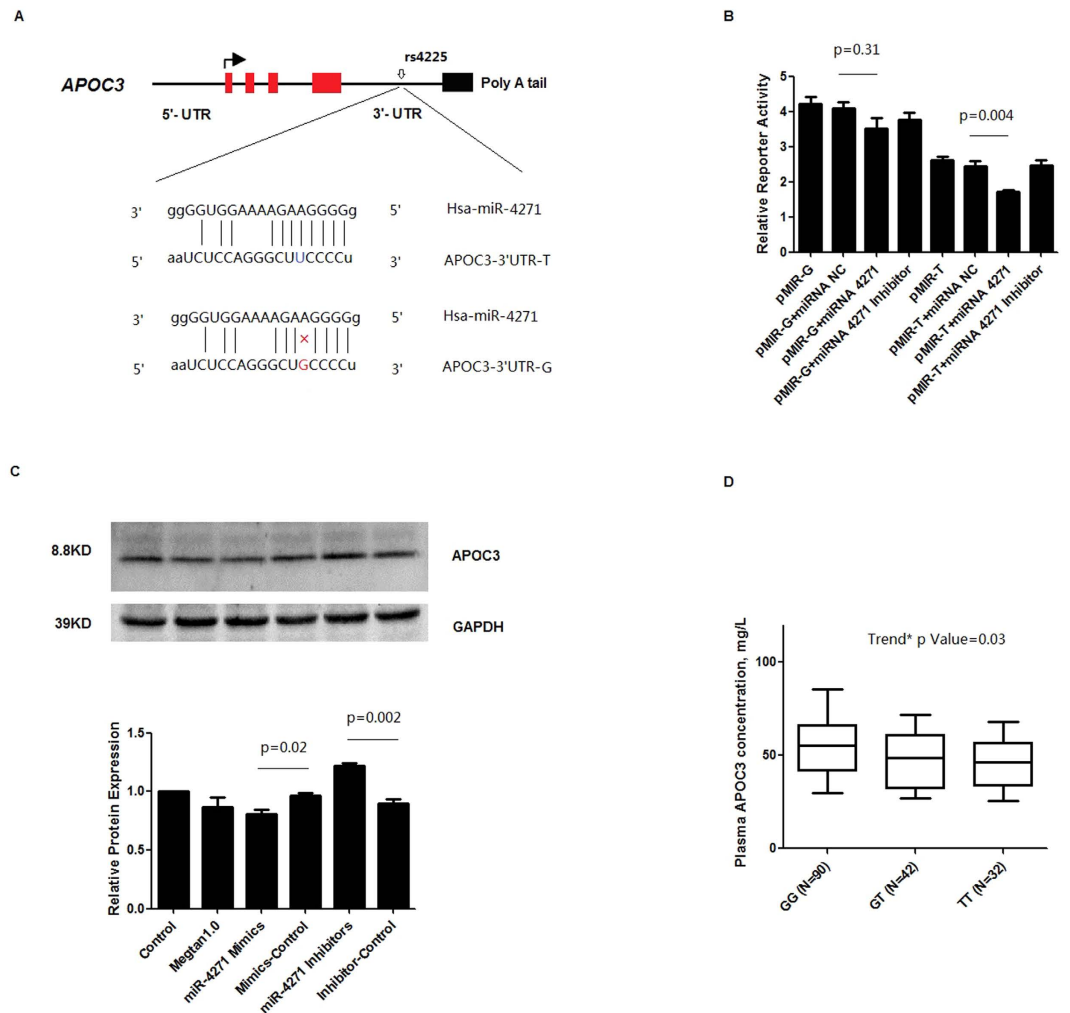 A
rs4225
APOC3
Poly A tail
5'- UTR
3'- UTR
3' ggGGUGGAAAAGAAGGGGg 5' Hsa-miR-4271
5' aaUCUCCAGGGCUUCCCCu 3' APOC3-3'UTR-T
3' ggGGUGGAAAAGAAGGGGg 5' Hsa-miR-4271
×
5' aaUCUCCAGGGCUGCCCCu 3' APOC3-3'UTR-G
B
p=0.31
p=0.004
Relative Reporter Activity
5
4
3
2
1
0
pMIR-G
pMIR-G+miRNA NC
pMIR-G+miRNA 4271
pMIR-G+miRNA 4271 Inhibitor
pMIR-T
pMIR-T+miRNA NC
pMIR-T+miRNA 4271
pMIR-T+miRNA 4271 Inhibitor
C
8.8KD
APOC3
39KD
GAPDH
p=0.002
p=0.02
Relative Protein Expression
1.5
1.0
0.5
0.0
Control
Megtan1.0
miR-4271 Mimics
Mimics-Control
miR-4271 Inhibitors
Inhibitor-Control
D
Trend* p Value=0.03
Plasma APOC3 concentration, mg/L
100
50
0
GG (N=90)
GT (N=42)
TT (N=32)